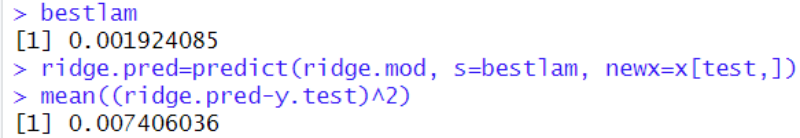 > bestlam
[1] 0.001924085
> ridge.pred=predict(ridge.mod, s=bestlam, newx=x[test,])
> mean((ridge.pred-y.test)^2)
[1] 0.007406036